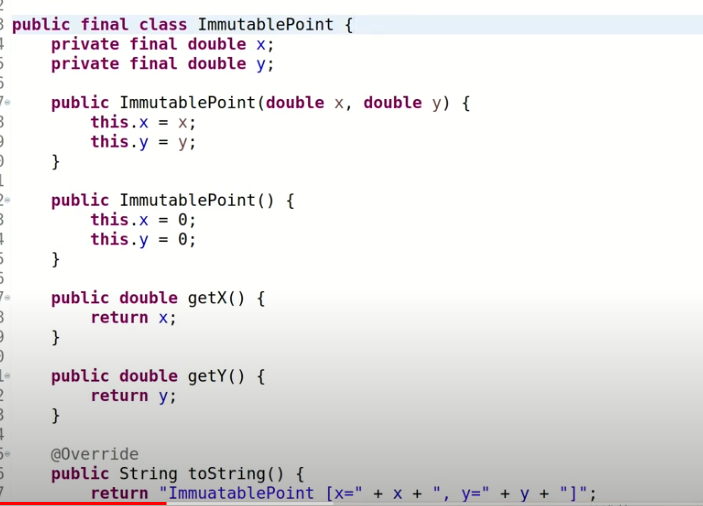 public final class ImmutablePoint {
private final double x;
private final double y;
public ImmutablePoint(double x, double y) {
this.x = x;
this.y = y;
}
public ImmutablePoint() {
this.x = 0;
this.y = 0;
}
public double getX() {
return x;
}
public double getY() {
return y;
}
@Override
public String toString() {
return "ImmuatablePoint [x=" + x + ", y=" + y + "]";